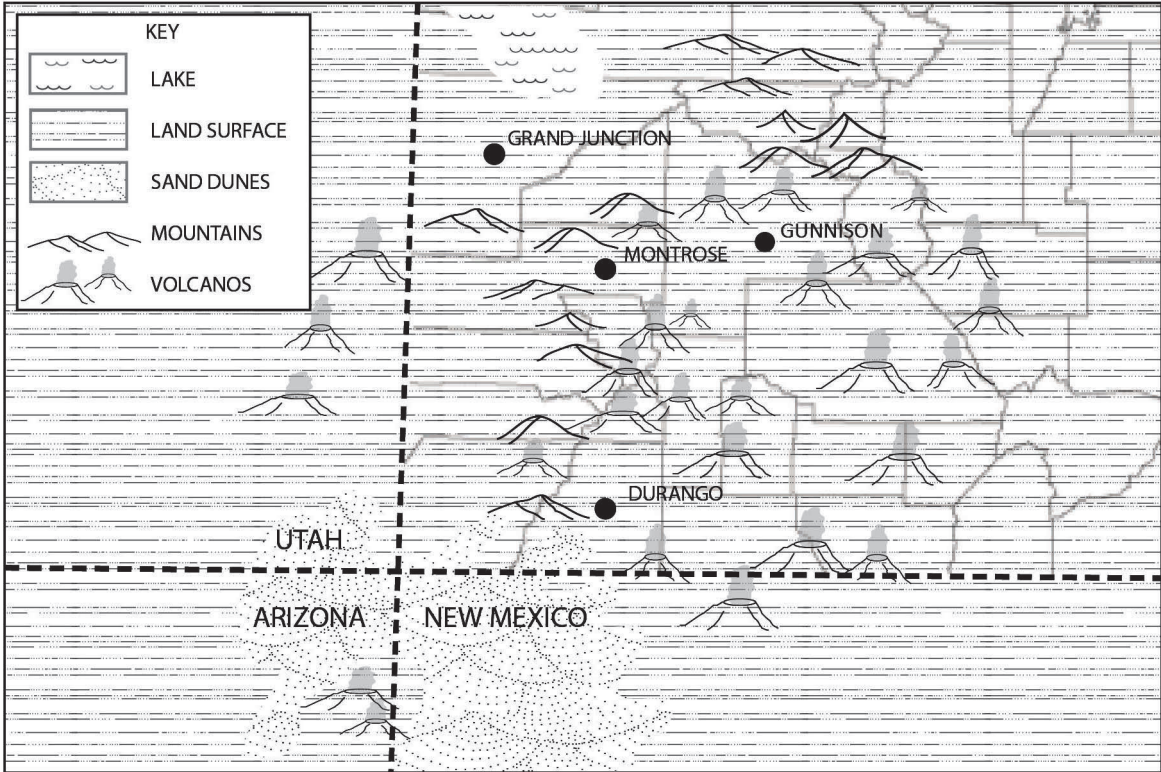 KEY
LAKE
LAND SURFACE
SAND DUNES
MOUNTAINS
VOLCANOS
GRAND JUNCTION
GUNNISON
MONTROSE
DURANGO
UTAH
ARIZONA
NEW MEXICO